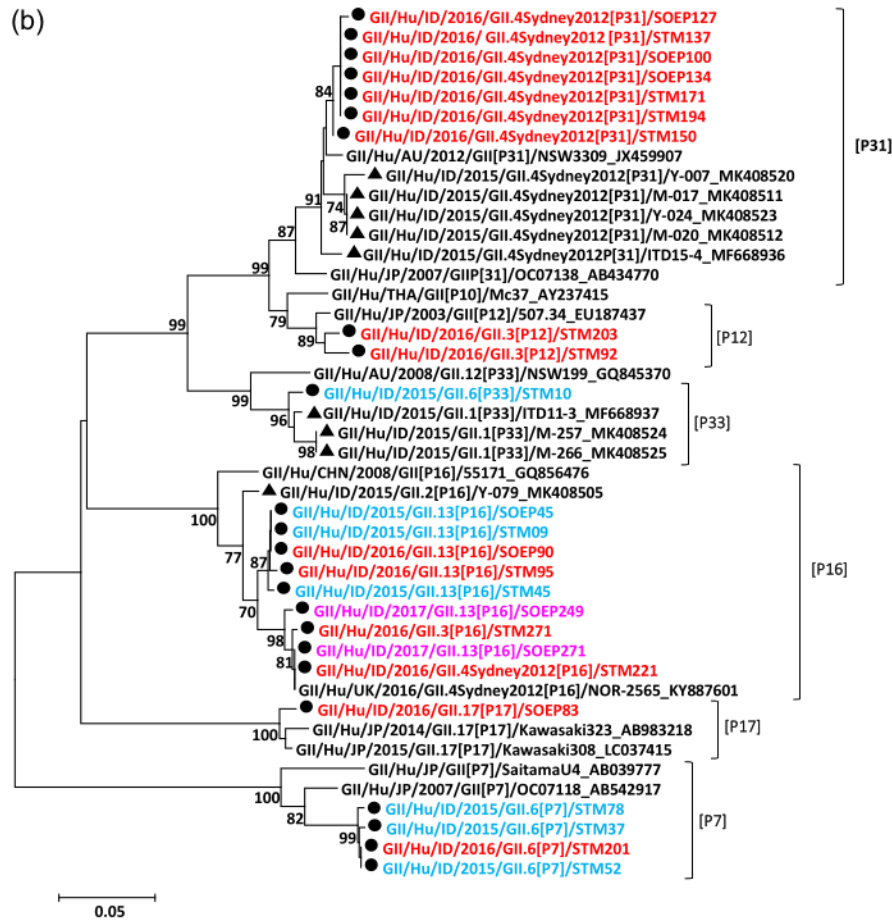 (b)
GII/Hu/ID/2016/GII.4Sydney2012[P31]/SOEP127
GII/Hu/ID/2016/ GII.4Sydney2012 [P31]/STM137
GII/Hu/ID/2016/GII.4Sydney2012[P31]/SOEP100
GII/Hu/ID/2016/GII.4Sydney2012[P31]/SOEP134
GII/Hu/ID/2016/GII.4Sydney2012[P31]/STM171
GII/Hu/ID/2016/GII.4Sydney2012[P31]/STM194
84
GII/Hu/ID/2016/GII.4Sydney2012[P31]/STM150
[P31]
GII/Hu/AU/2012/GII[P31]/NSW3309_JX459907
GII/Hu/ID/2015/GII.4Sydney2012[P31]/Y-007_MK408520
91
GII/Hu/ID/2015/GII.4Sydney2012[P31]/M-017_MK408511
74
GII/Hu/ID/2015/GII.4Sydney2012[P31]/Y-024_MK408523
87
GII/Hu/ID/2015/GII.4Sydney2012[P31]/M-020_MK408512
87
GII/Hu/ID/2015/GII.4Sydney2012P[31]/ITD15-4_MF668936
99
GII/Hu/JP/2007/GIIP[31]/OC07138_AB434770
GII/Hu/THA/GII[P10]/Mc37_AY237415
79
GII/Hu/JP/2003/GII[P12]/507.34_EU187437
99
GII/Hu/ID/2016/GII.3[P12]/STM203
[P12]
89
GII/Hu/ID/2016/GII.3[P12]/STM92
GII/Hu/AU/2008/GII.12[P33]/NSW199_GQ845370
99
GII/Hu/ID/2015/GII.6[P33]/STM10
96
GII/Hu/ID/2015/GII.1[P33]/ITD11-3_MF668937
[P33]
GII/Hu/ID/2015/GII.1[P33]/M-257_MK408524
98
GII/Hu/ID/2015/GII.1[P33]/M-266_MK408525
GII/Hu/CHN/2008/GII[P16]/55171_GQ856476
GII/Hu/ID/2015/GII.2[P16]/Y-079_MK408505
100
GII/Hu/ID/2015/GII.13[P16]/SOEP45
GII/Hu/ID/2015/GII.13[P16]/STM09
77
87
GII/Hu/ID/2016/GII.13[P16]/SOEP90
GII/Hu/ID/2016/GII.13[P16]/STM95
[P16]
GII/Hu/ID/2015/GII.13[P16]/STM45
70
GII/Hu/ID/2017/GII.13[P16]/SOEP249
GII/Hu/2016/GII.3[P16]/STM271
98
GII/Hu/ID/2017/GII.13[P16]/SOEP271
81
GII/Hu/ID/2016/GII.4Sydney2012[P16]/STM221
GII/Hu/UK/2016/GII.4Sydney2012[P16]/NOR-2565_KY887601
GII/Hu/ID/2016/GII.17[P17]/SOEP83
100
GII/Hu/JP/2014/GII.17[P17]/Kawasaki323_AB983218
[P17]
GII/Hu/JP/2015/GII.17[P17]/Kawasaki308_LC037415
GII/Hu/JP/GII[P7]/SaitamaU4_AB039777
100
GII/Hu/JP/2007/GII[P7]/OC07118_AB542917
82
GII/Hu/ID/2015/GII.6[P7]/STM78
[P7]
GII/Hu/ID/2015/GII.6[P7]/STM37
99
GII/Hu/ID/2016/GII.6[P7]/STM201
GII/Hu/ID/2015/GII.6[P7]/STM52
0.05